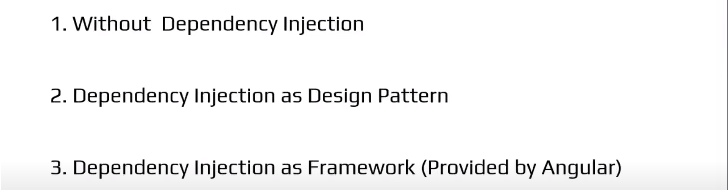 1. Without Dependency Injection
2. Dependency Injection as Design Pattern
3. Dependency Injection as Framework (Provided by Angular)